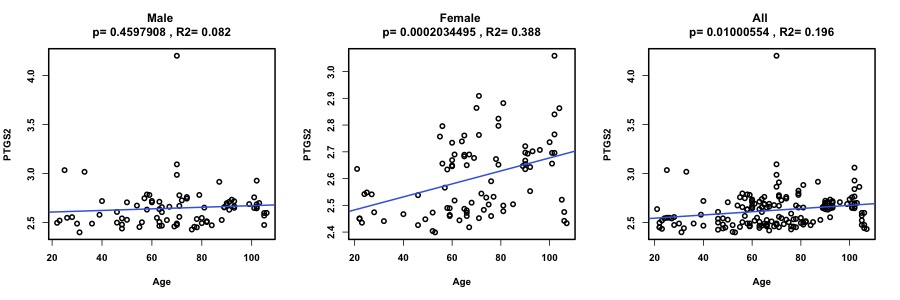 Male
p= 0.4597908 , R2= 0.082
PTGS2
4.0
3.5
3.0
2.5
20 40 60 80 100
Age
Female
p= 0.0002034495 , R2= 0.388
PTGS2
3.0
2.9
2.8
2.7
2.6
2.5
2.4
20 40 60 80 100
Age
All
p= 0.01000554 , R2= 0.196
PTGS2
4.0
3.5
3.0
2.5
20 40 60 80 100
Age